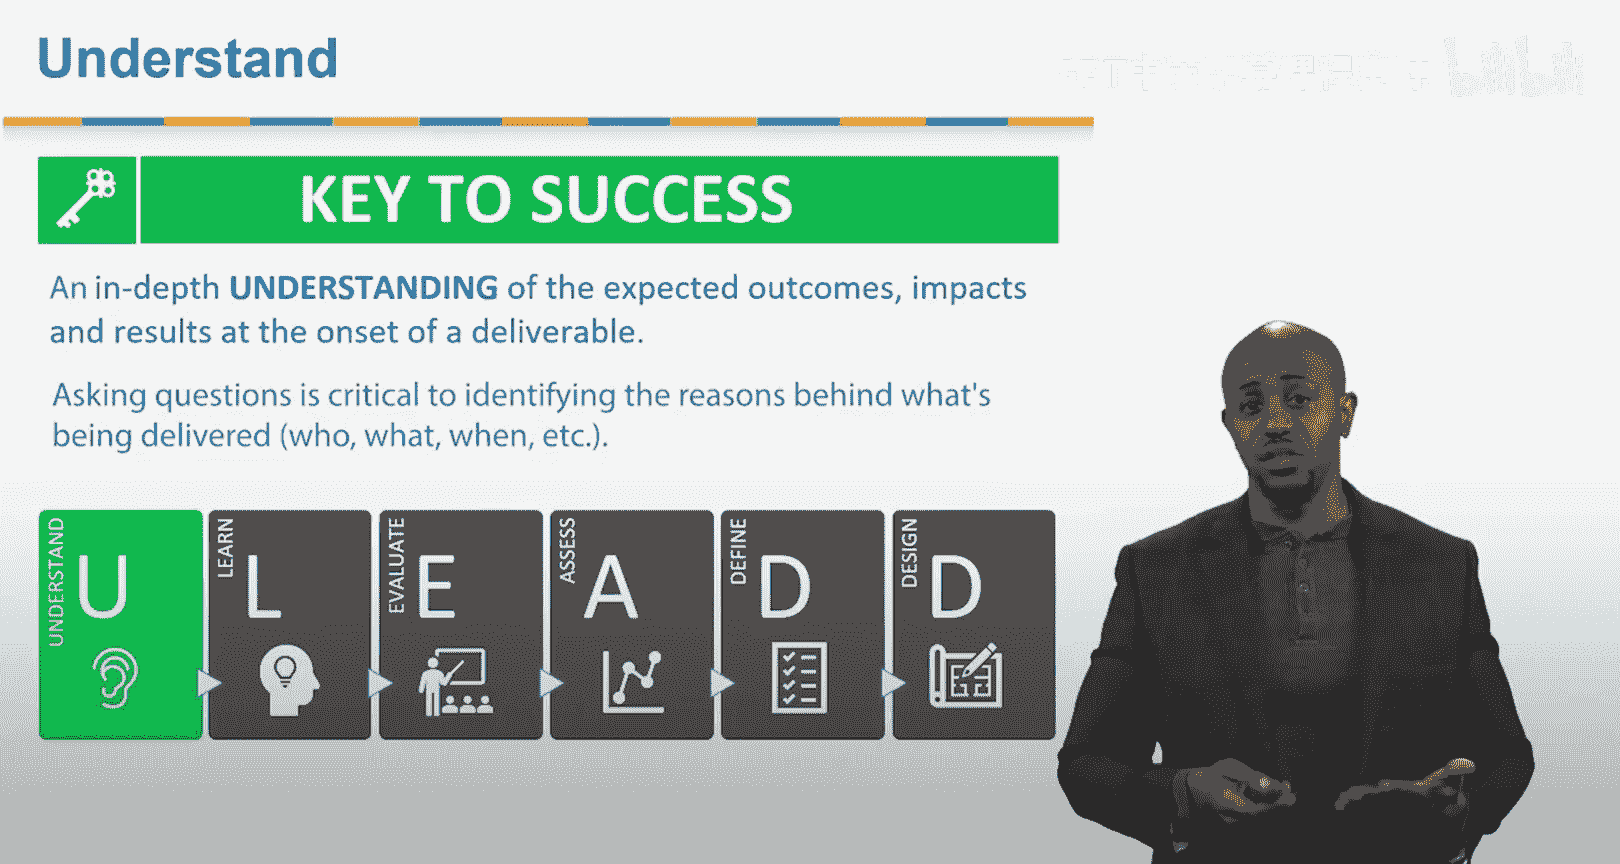 Understand
KEY TO SUCCESS
An in-depth UNDERSTANDING of the expected outcomes, impacts
and results at the onset of a deliverable.
Asking questions is critical to identifying the reasons behind what's
being delivered (who, what, when, etc.).
UNDERSTAND
U
LEARN
L
EVALUATE
E
ASSESS
A
DEFINE
D
DESIGN
D
bilibili